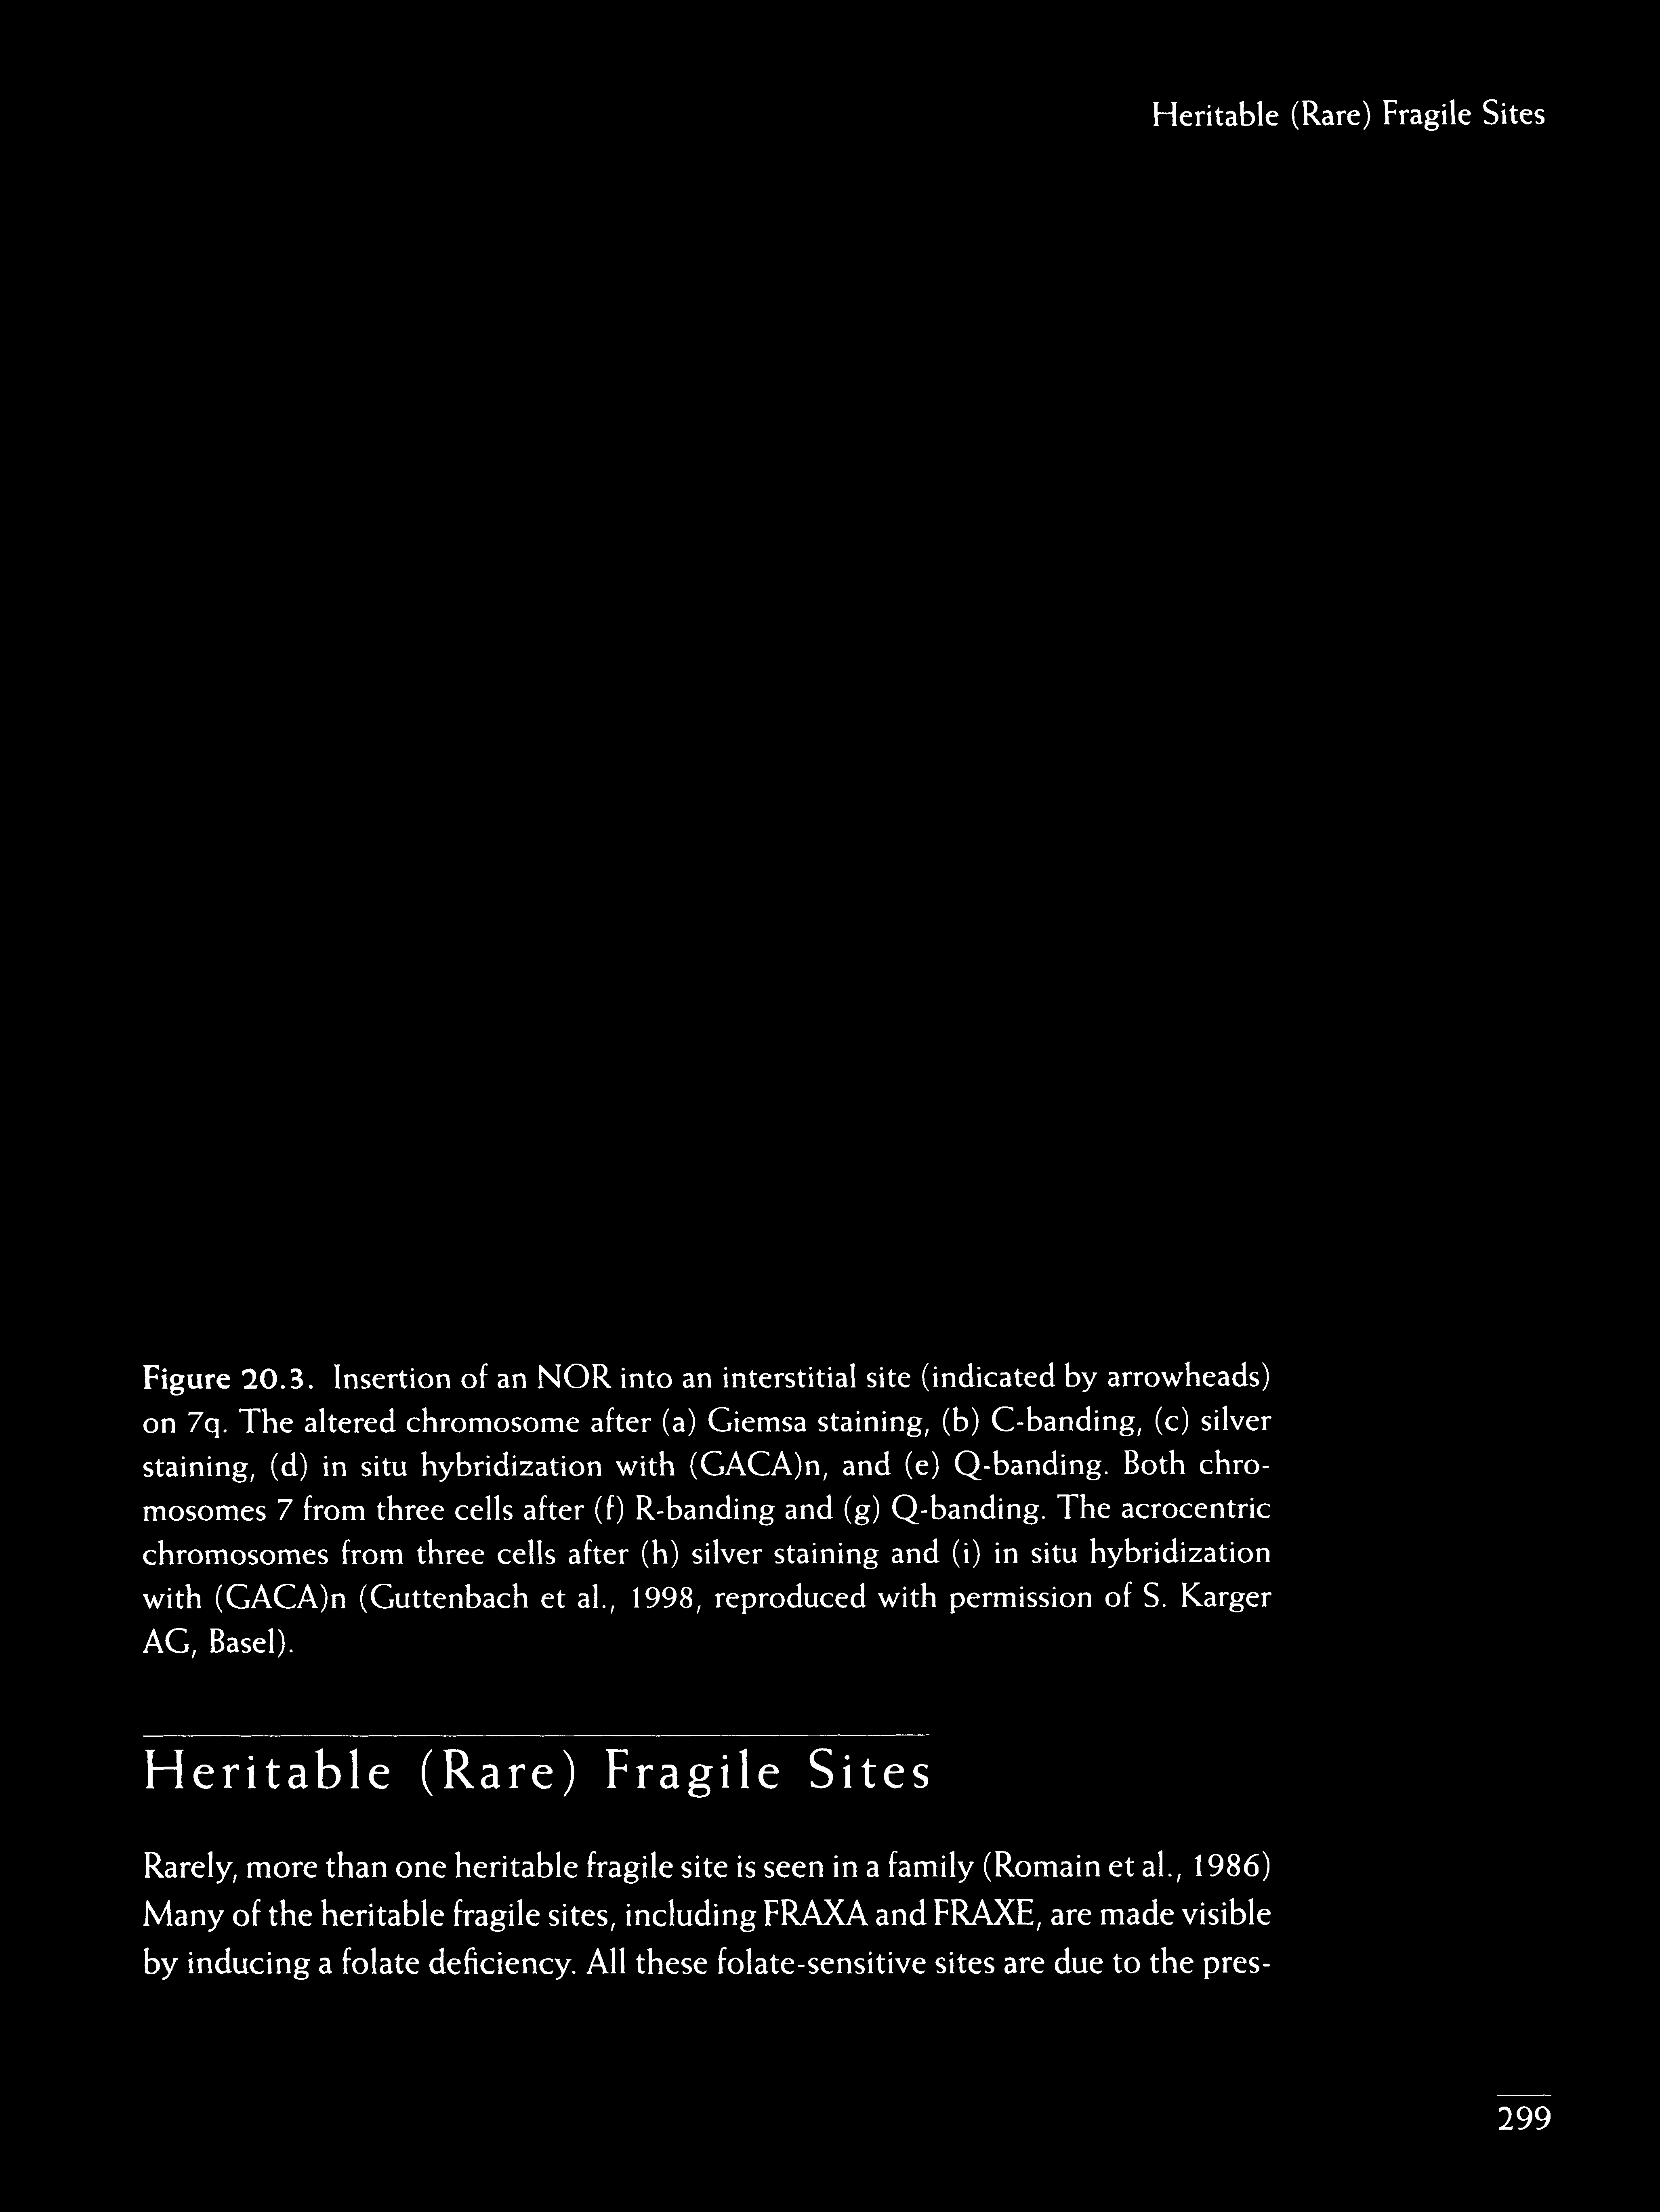 Heritable (Rare) Fragile Sites
Figure 20.3. Insertion of an NOR into an interstitial site (indicated by arrowheads)
on 7q. The altered chromosome after (a) Giemsa staining, (b) C-banding, (c) silver
staining, (d) in situ hybridization with (GACA)n, and (e) Q-banding. Both chro-
mosomes 7 from three cells after (f) R-banding and (g) Q-banding. The acrocentric
chromosomes from three cells after (h) silver staining and (i) in situ hybridization
with (GACA)n (Guttenbach et al., 1998, reproduced with permission of S. Karger
AG, Basel).
Heritable (Rare) Fragile Sites
Rarely, more than one heritable fragile site is seen in a family (Romain et al., 1986)
Many of the heritable fragile sites, including FRAXA and FRAXE, are made visible
by inducing a folate deficiency. All these folate-sensitive sites are due to the pres-
299